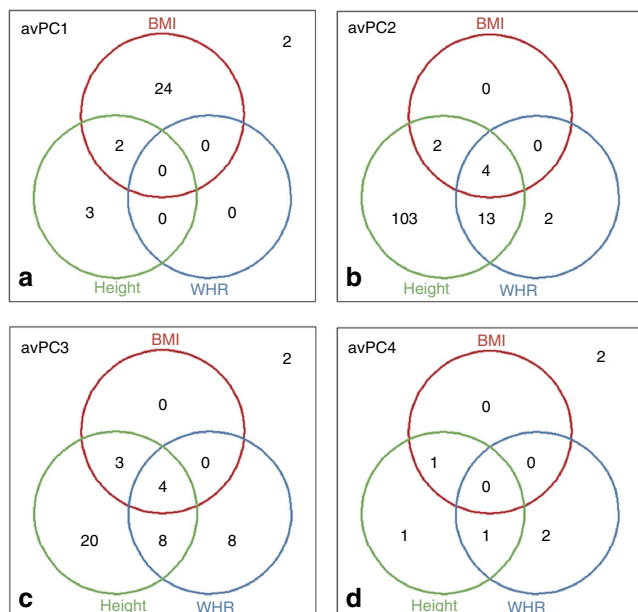 avPC1
BMI
2
24
2
0
0
3
0
0
a
Height
WHR
avPC2
BMI
0
2
0
4
103
13
2
b
Height
WHR
avPC3
BMI
2
0
3
0
4
20
8
8
c
Height
WHR
avPC4
BMI
2
0
1
0
0
1
1
2
d
Height
WHR